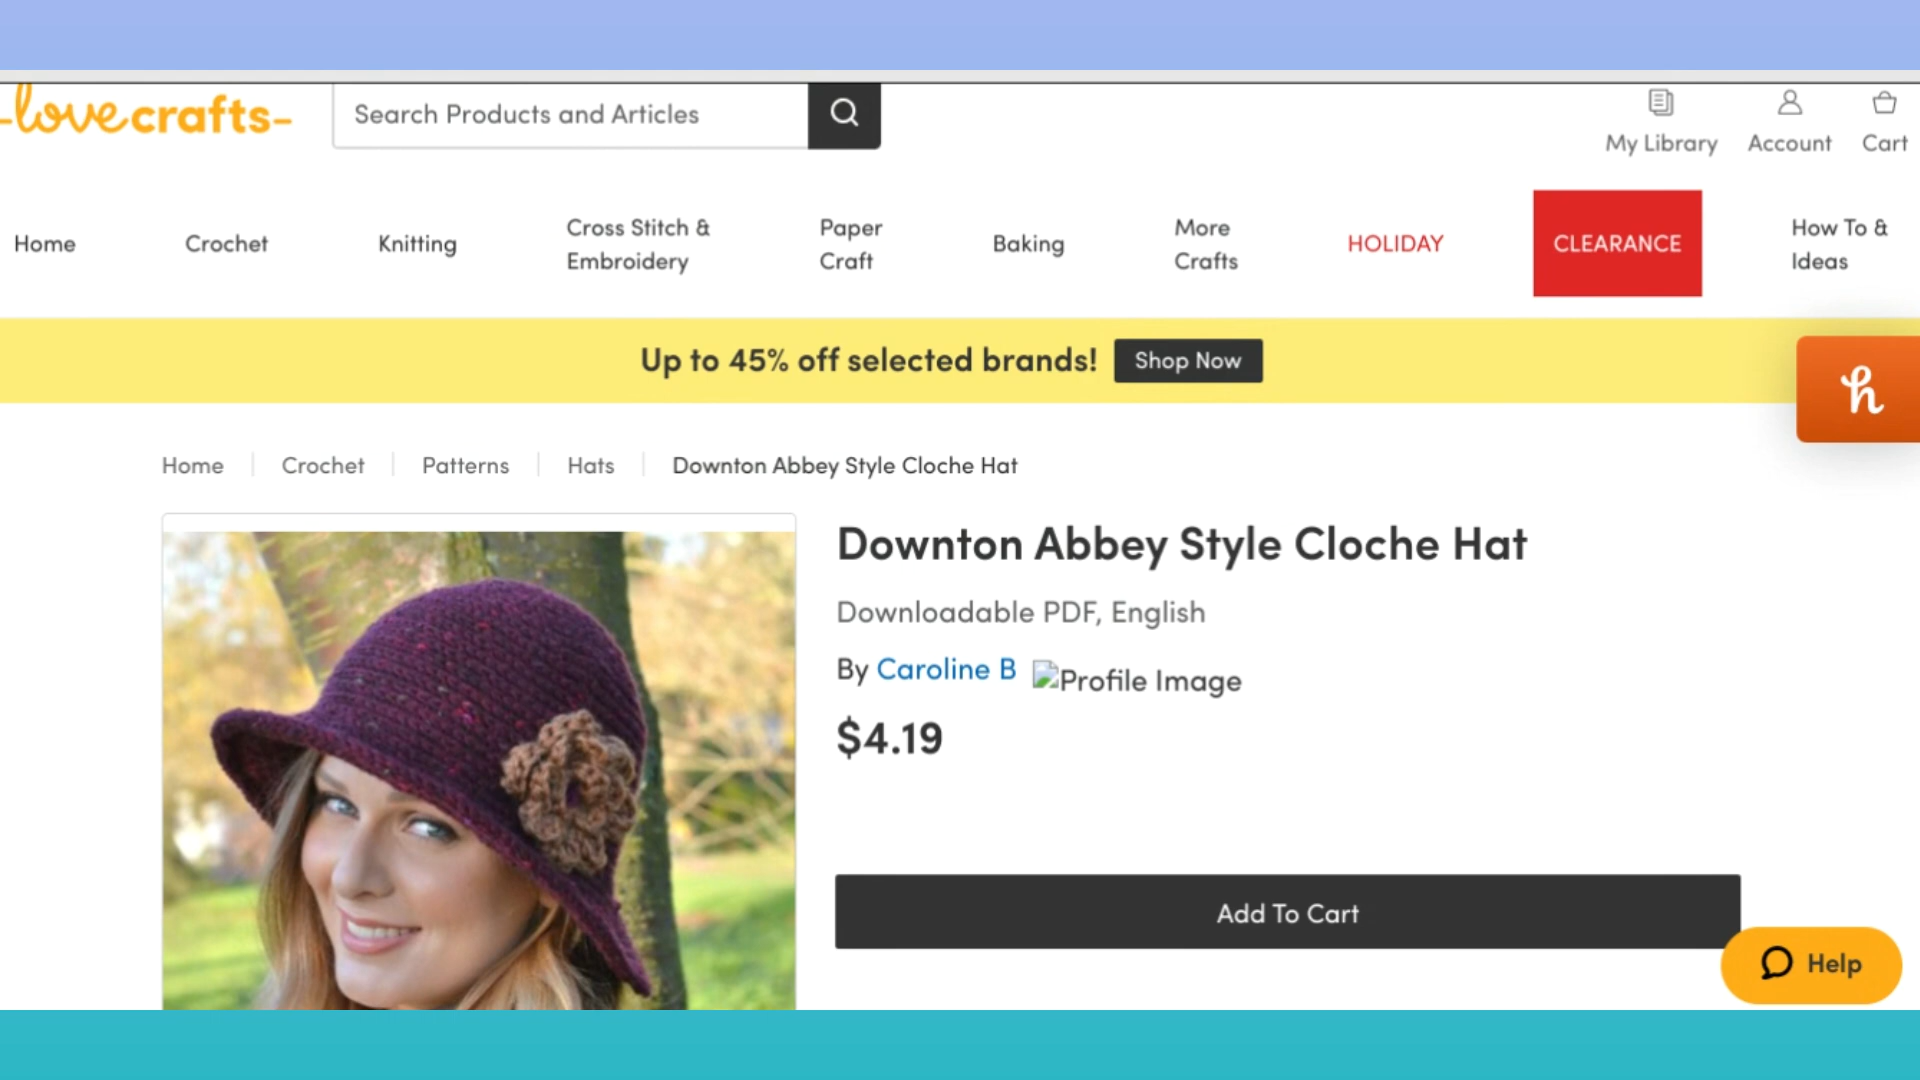 -lovecrafts-
Search Products and Articles
My Library
Account
Cart
Home
Crochet
Knitting
Cross Stitch &
Embroidery
Paper
Craft
Baking
More
Crafts
HOLIDAY
CLEARANCE
How To &
Ideas
Up to 45% off selected brands!
Shop Now
h
Home
Crochet
Patterns
Hats
Downton Abbey Style Cloche Hat
Downton Abbey Style Cloche Hat
Downloadable PDF, English
By Caroline B Profile Image
$4.19
Add To Cart
Help